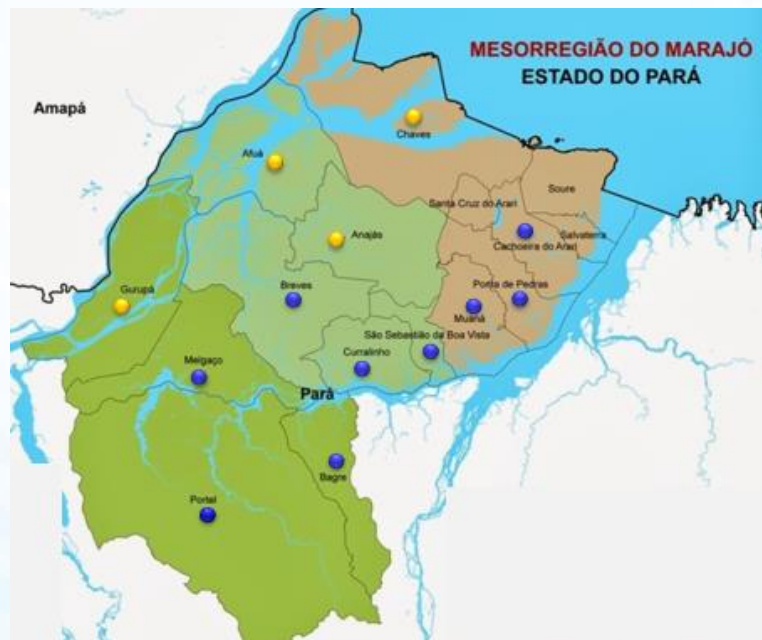 MESORREGIÃO DO MARAJÓ
ESTADO DO PARÁ
Amapá
Chaves
Afuá
Soure
Santa Cruz do Arari
Salvaterra
Anajás
Cachoeira do Arari
Gurupá
Breves
Ponta de Pedras
Muaná
São Sebastião da Boa Vista
Curralinho
Melgaço
Pará
Bagre
Portel